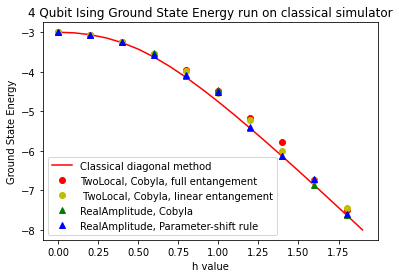 4 Qubit Ising Ground State Energy run on classical simulator
Ground State Energy
−3
−4
−5
−6
−7
−8
Classical diagonal method
TwoLocal, Cobyla, full entangement
TwoLocal, Cobyla, linear entangement
RealAmplitude, Cobyla
RealAmplitude, Parameter-shift rule
0.00 0.25 0.50 0.75 1.00 1.25 1.50 1.75
h value